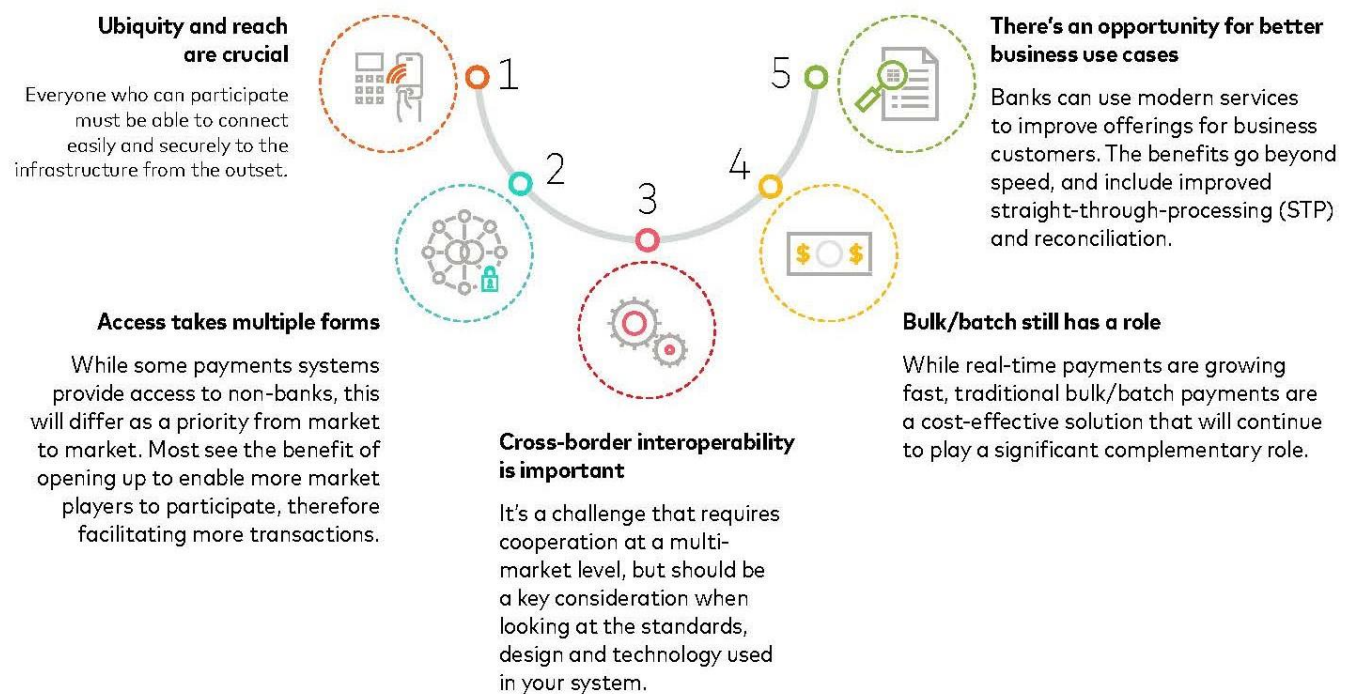 Ubiquity and reach
are crucial
Everyone who can participate
must be able to connect
easily and securely to the
infrastructure from the outset.
1
2
Access takes multiple forms
While some payments systems
provide access to non-banks, this
will differ as a priority from market
to market. Most see the benefit of
opening up to enable more market
players to participate, therefore
facilitating more transactions.
3
Cross-border interoperability
is important
It's a challenge that requires
cooperation at a multi-
market level, but should be
a key consideration when
looking at the standards,
design and technology used
in your system.
4
$ $
Bulk/batch still has a role
While real-time payments are growing
fast, traditional bulk/batch payments are
a cost-effective solution that will continue
to play a significant complementary role.
5
There's an opportunity for better
business use cases
Banks can use modern services
to improve offerings for business
customers. The benefits go beyond
speed, and include improved
straight-through-processing (STP)
and reconciliation.